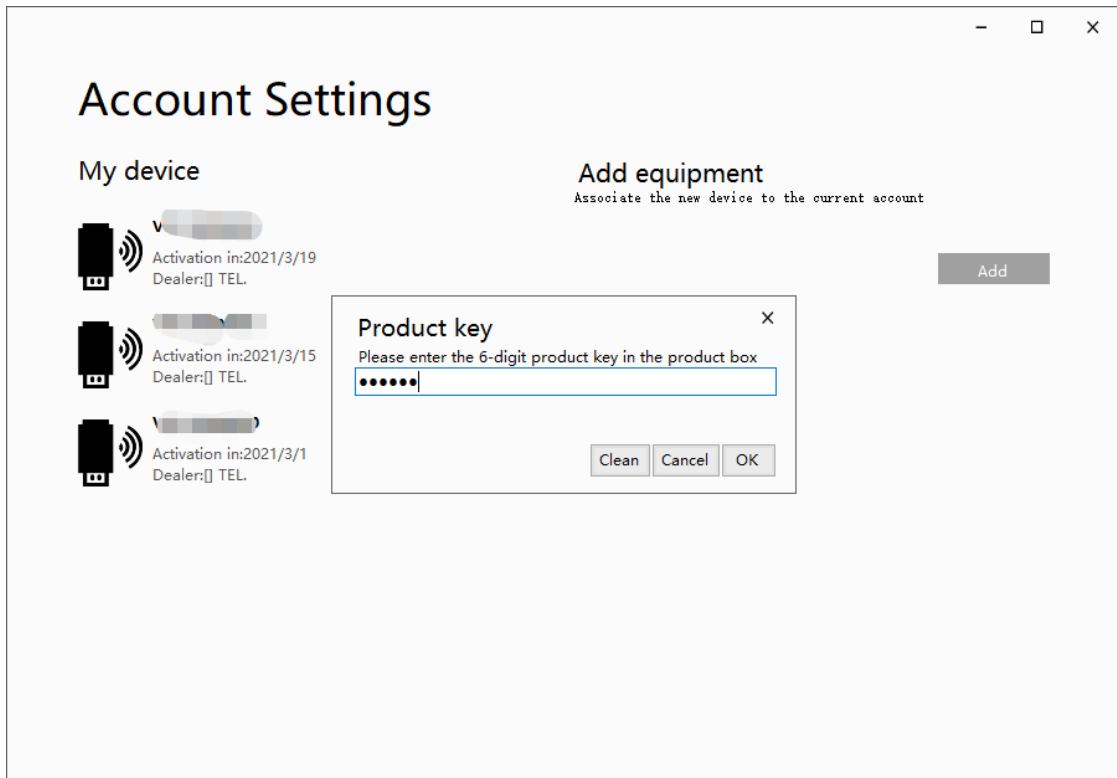 Account Settings
My device
Activation in:2021/3/19
Dealer:[] TEL.
Activation in:2021/3/15
Dealer:[] TEL.
Activation in:2021/3/1
Dealer:[] TEL.
Add equipment
Associate the new device to the current account
Add
Product key
Please enter the 6-digit product key in the product box
••••••
Clean Cancel OK